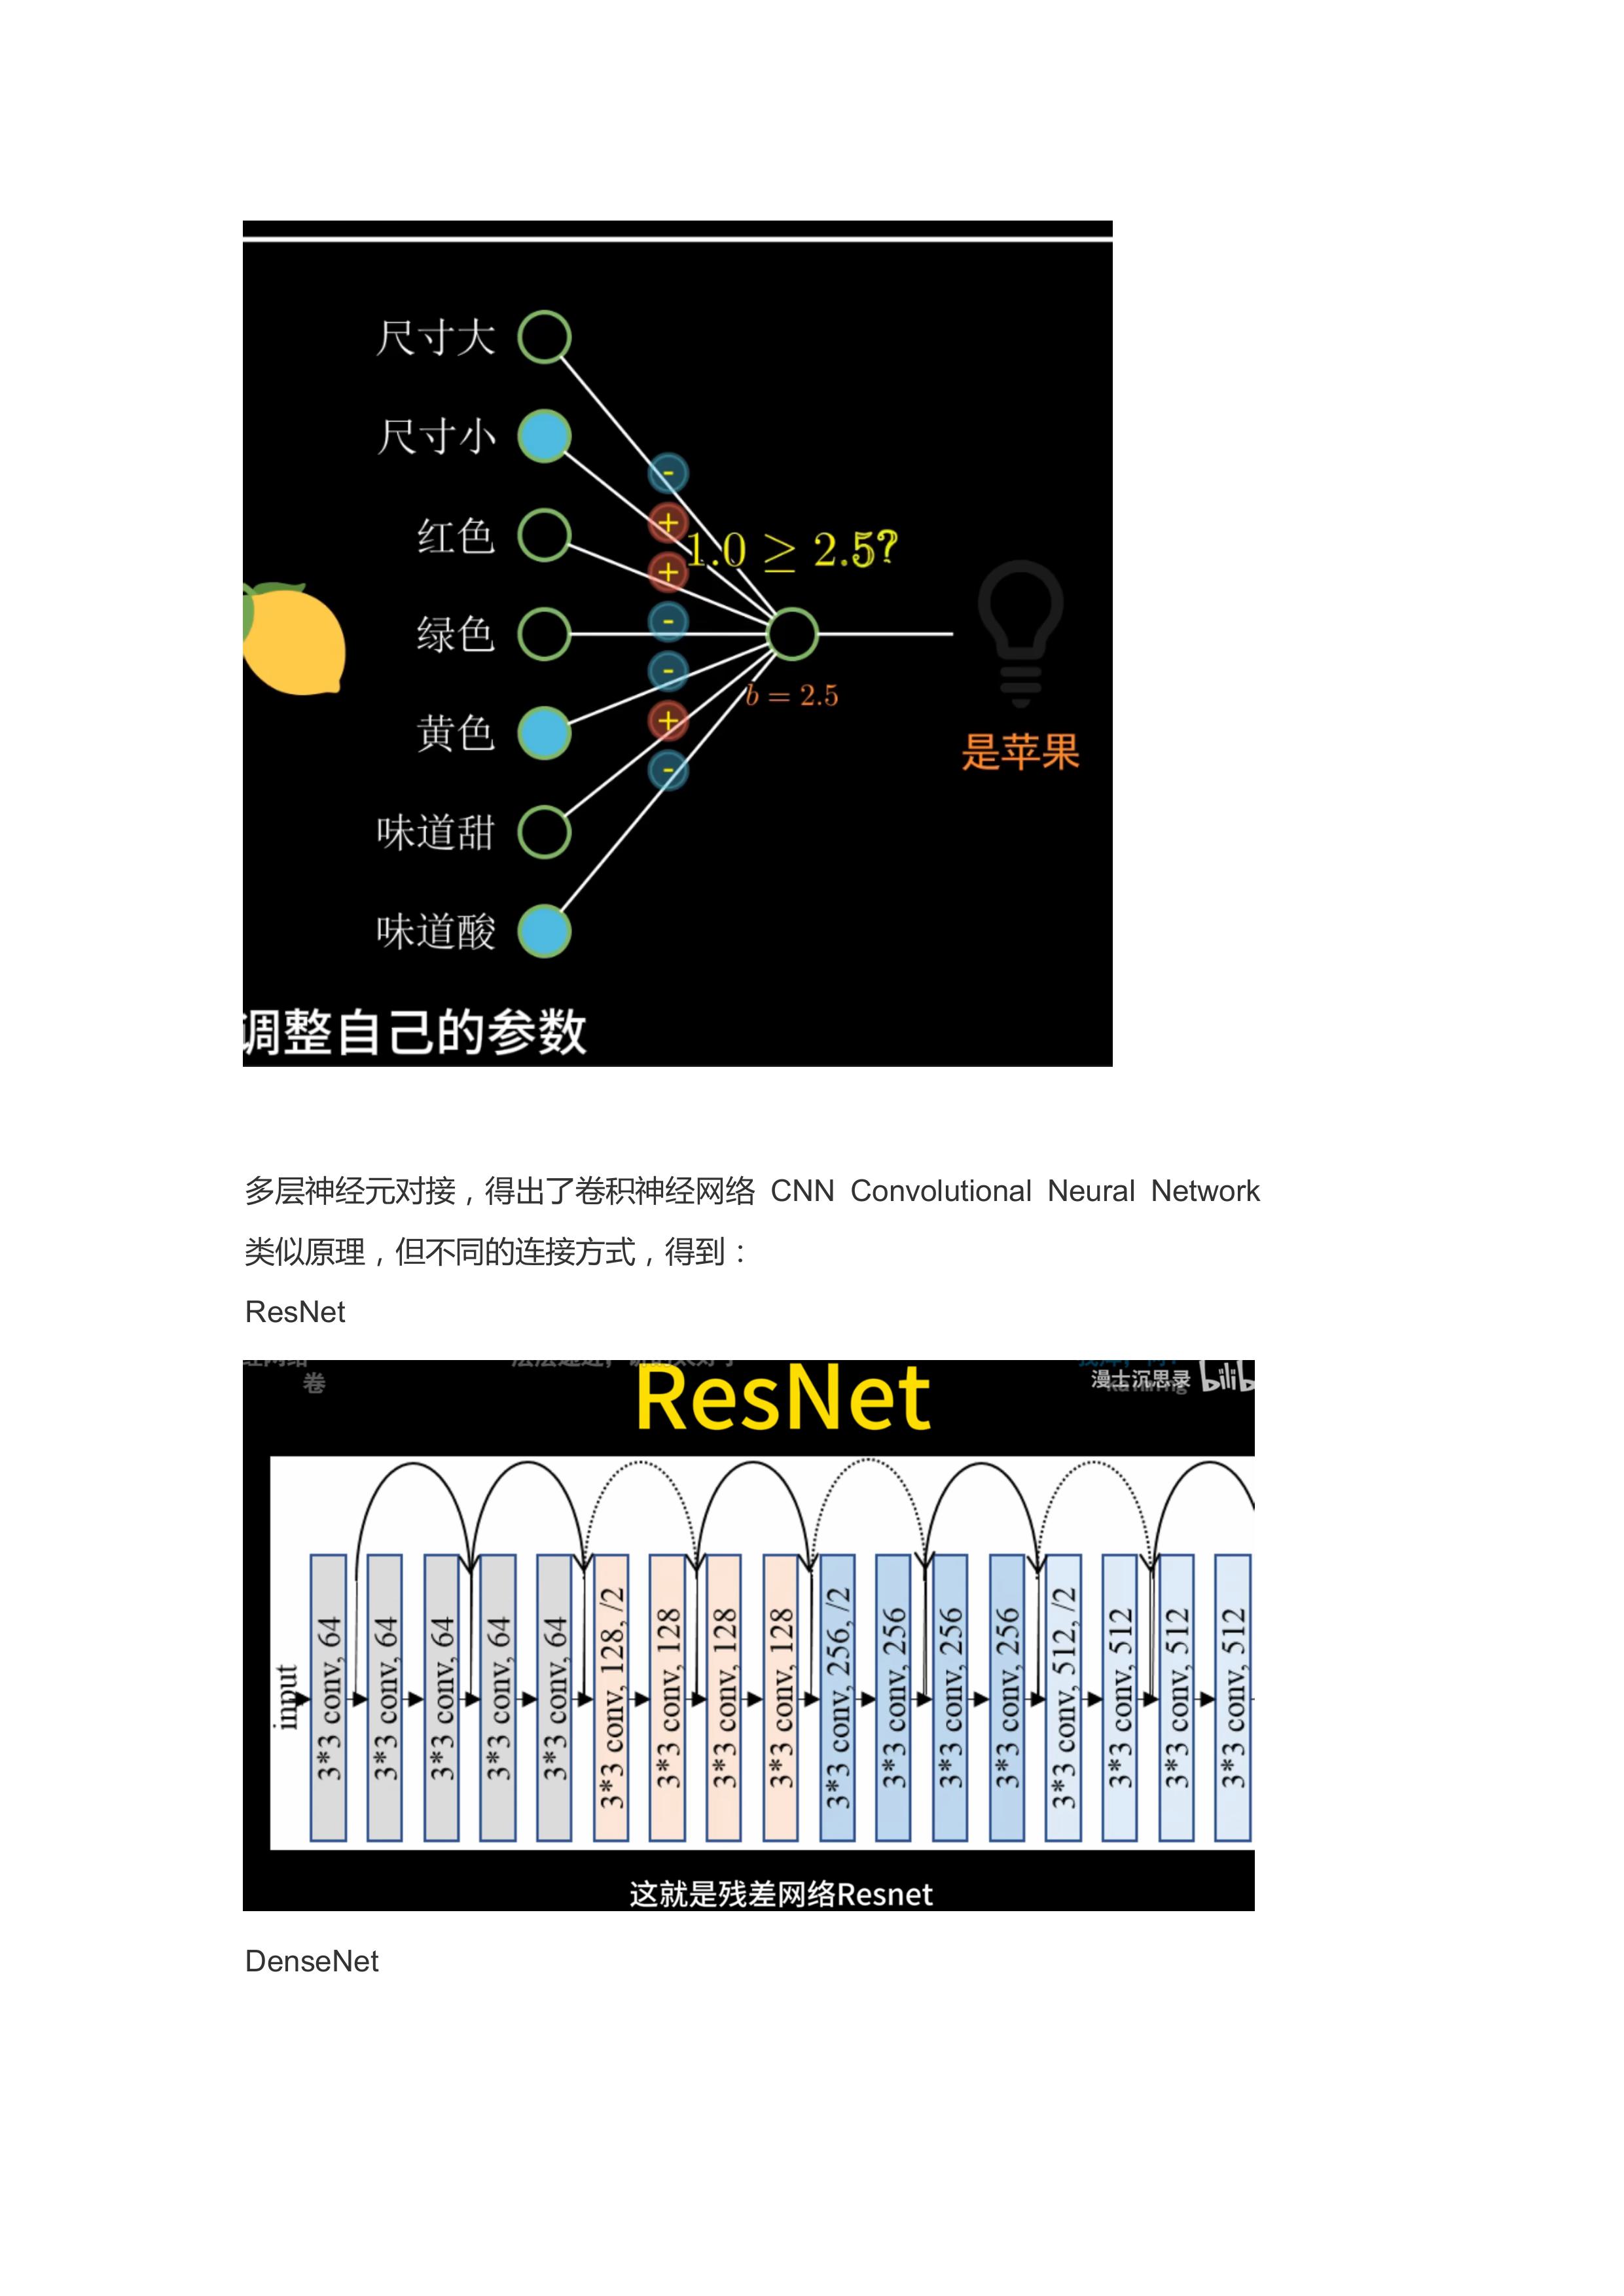 尺寸大
尺寸小
-
+
红色
1.0 ≥ 2.5?
+
绿色
-
-
b = 2.5
黄色
+
是苹果
-
味道甜
味道酸
调整自己的参数
多层神经元对接，得出了卷积神经网络 CNN Convolutional Neural Network
类似原理，但不同的连接方式，得到：
ResNet
卷
ResNet
漫士沉思录 bilib
input
3*3 conv, 64
3*3 conv, 64
3*3 conv, 64
3*3 conv, 64
3*3 conv, 64
3*3 conv, 128, /2
3*3 conv, 128
3*3 conv, 128
3*3 conv, 128
3*3 conv, 256, /2
3*3 conv, 256
3*3 conv, 256
3*3 conv, 256
3*3 conv, 512, /2
3*3 conv, 512
3*3 conv, 512
3*3 conv, 512
这就是残差网络Resnet
DenseNet